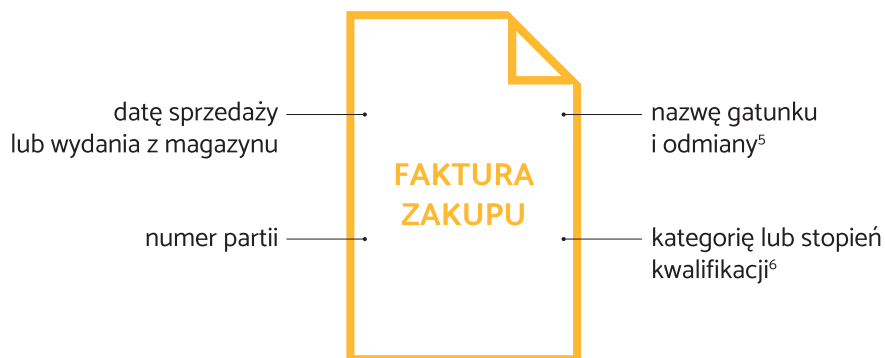 datę sprzedaży
lub wydania z magazynu
numer partii
FAKTURA
ZAKUPU
nazwę gatunku
i odmiany⁵
kategorię lub stopień
kwalifikacji⁶